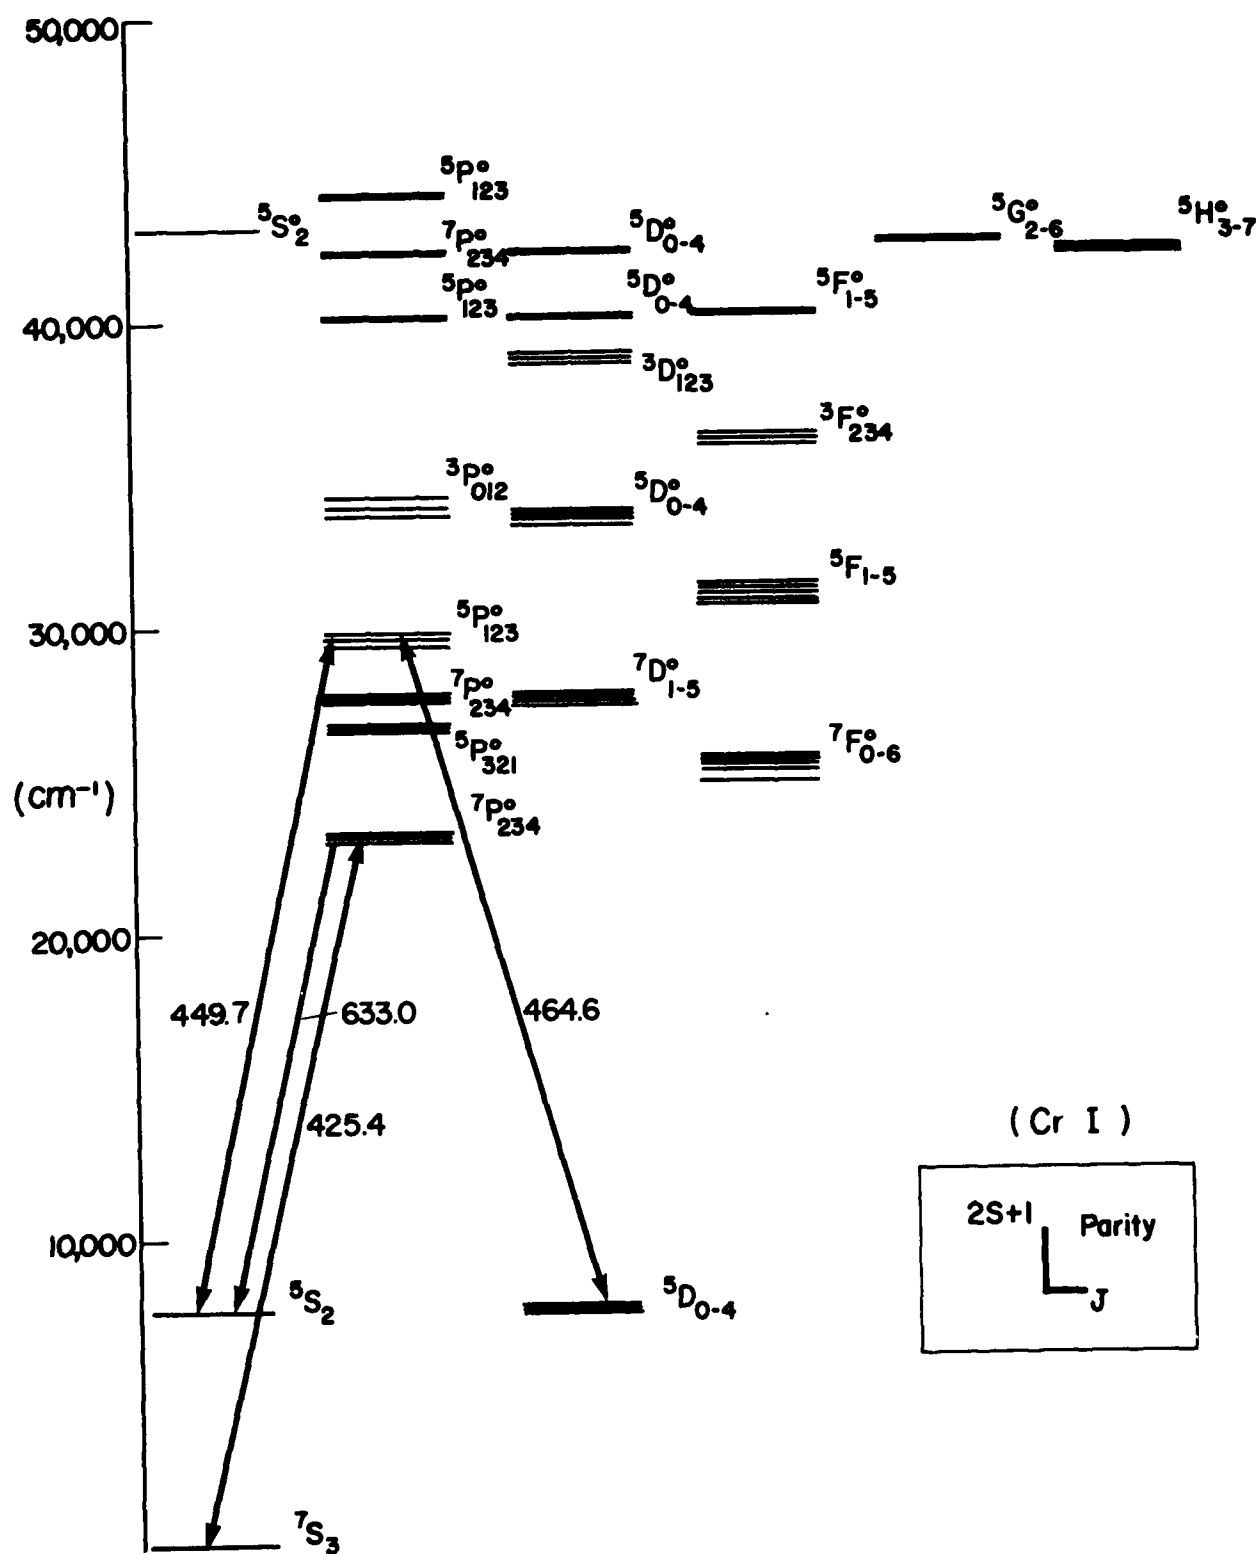 50,000
⁵P°₁₂₃
⁵S°₂
⁷P°₂₃₄
⁵D°₀₋₄
⁵G°₂₋₆
⁵H°₃₋₇
⁵P°₁₂₃
⁵D°₀₋₄
⁵F°₁₋₅
40,000
³D°₁₂₃
³F°₂₃₄
³P°₀₁₂
⁵D°₀₋₄
⁵F₁₋₅
30,000
⁵P°₁₂₃
⁷P°₂₃₄
⁷D°₁₋₅
⁵P°₃₂₁
⁷F°₀₋₆
(cm⁻¹)
⁷P°₂₃₄
20,000
449.7
633.0
464.6
425.4
(Cr I)
2S+1 Parity
J
10,000
⁵S₂
⁵D₀₋₄
⁷S₃